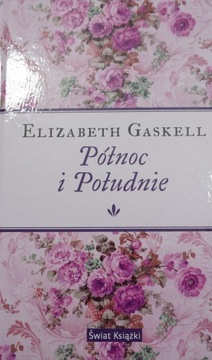 ELIZABETH GASKELL
Północ
i Południe
Świat Książki